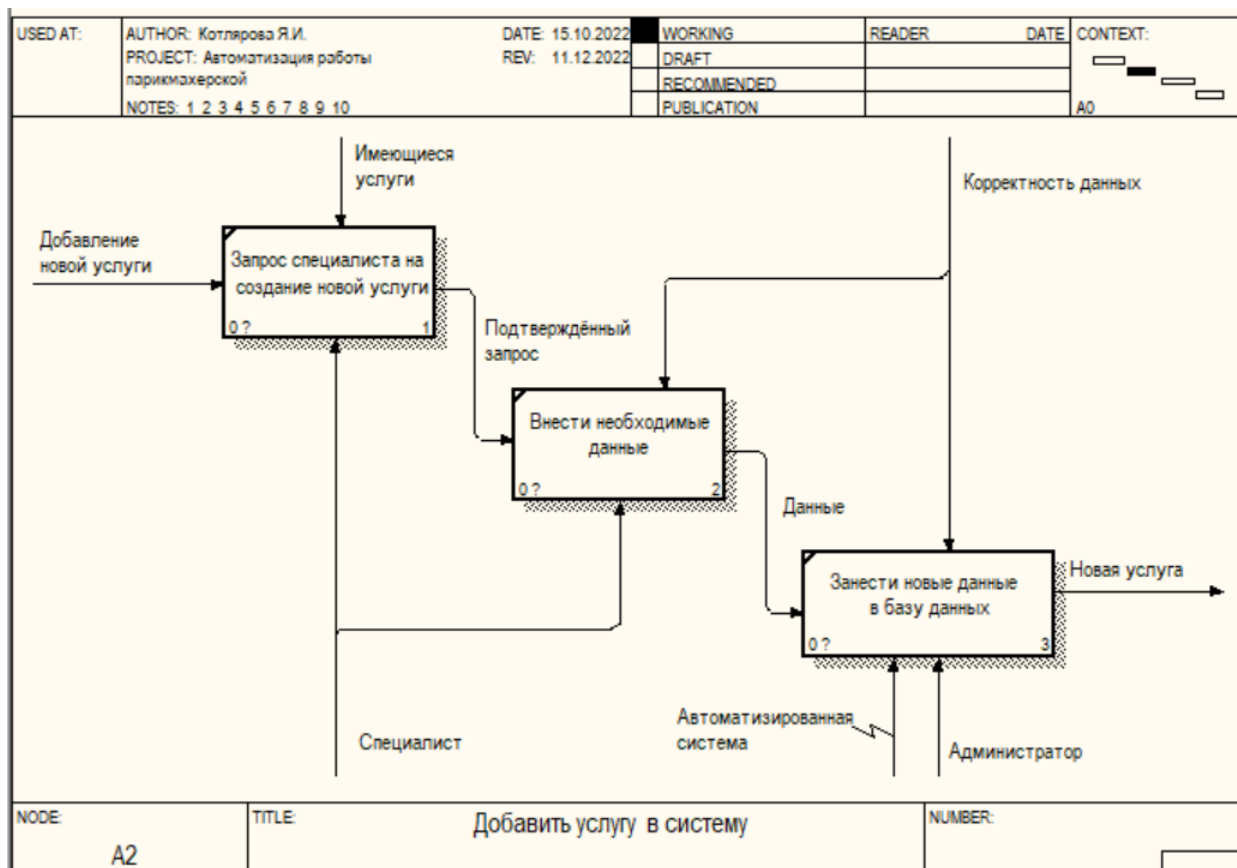 USED AT:
AUTHOR: Котлярова Я.И.
DATE: 15.10.2022
WORKING
READER
DATE
CONTEXT:
PROJECT: Автоматизация работы
REV: 11.12.2022
DRAFT
парикмахерской
RECOMMENDED
NOTES: 1 2 3 4 5 6 7 8 9 10
PUBLICATION
A0
Имеющиеся
услуги
Корректность данных
Добавление
новой услуги
Запрос специалиста на
создание новой услуги
0 ?
1
Подтверждённый
запрос
Внести необходимые
данные
0 ?
2
Данные
Занести новые данные
в базу данных
0 ?
3
Новая услуга
Специалист
Автоматизированная
система
Администратор
NODE:
TITLE:
Добавить услугу в систему
NUMBER:
A2